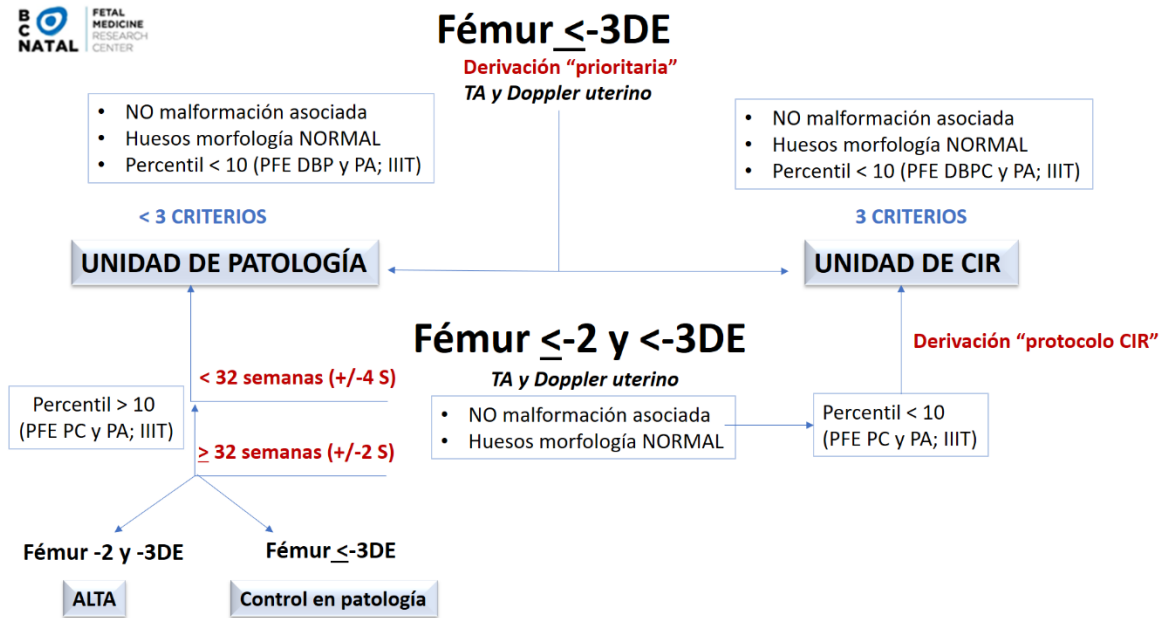 B
C
NATAL
FETAL
MEDICINE
RESEARCH
CENTER
Fémur <-3DE
Derivación “prioritaria”
TA y Doppler uterino
• NO malformación asociada
• Huesos morfología NORMAL
• Percentil < 10 (PFE DBP y PA; IIIT)
• NO malformación asociada
• Huesos morfología NORMAL
• Percentil < 10 (PFE DBPC y PA; IIIT)
< 3 CRITERIOS
3 CRITERIOS
UNIDAD DE PATOLOGÍA
UNIDAD DE CIR
Fémur <-2 y <-3DE
Derivación “protocolo CIR”
TA y Doppler uterino
< 32 semanas (+/-4 S)
Percentil > 10
(PFE PC y PA; IIIT)
• NO malformación asociada
• Huesos morfología NORMAL
Percentil < 10
(PFE PC y PA; IIIT)
> 32 semanas (+/-2 S)
Fémur -2 y -3DE
Fémur <-3DE
ALTA
Control en patología